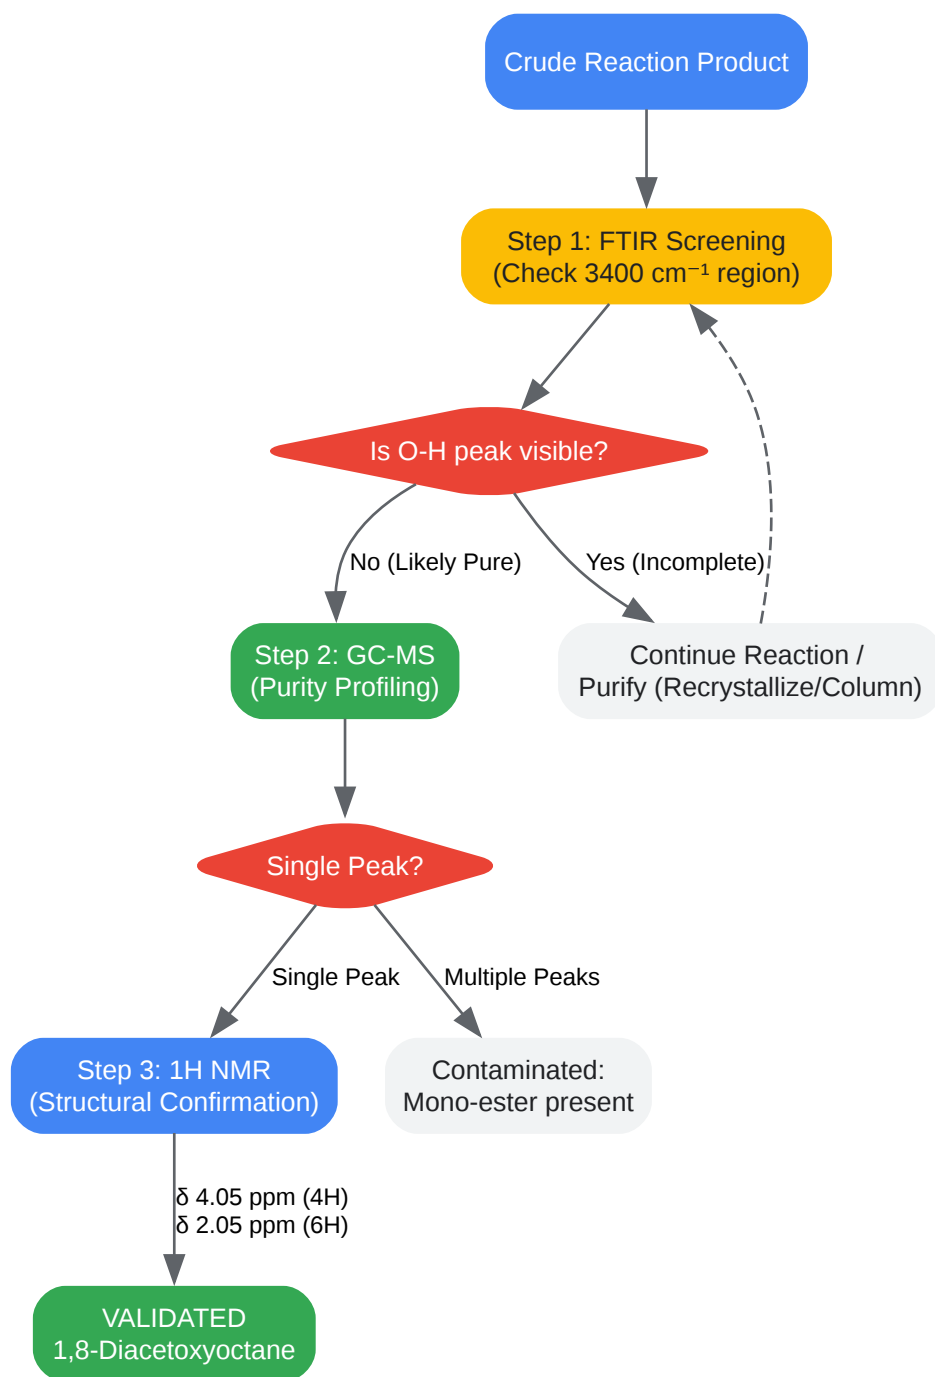 Crude Reaction Product
Step 1: FTIR Screening
(Check 3400 cm⁻¹ region)
Is O-H peak visible?
No (Likely Pure)
Yes (Incomplete)
Step 2: GC-MS
(Purity Profiling)
Continue Reaction /
Purify (Recrystallize/Column)
Single Peak?
Single Peak
Multiple Peaks
Step 3: 1H NMR
(Structural Confirmation)
Contaminated:
Mono-ester present
δ 4.05 ppm (4H)
δ 2.05 ppm (6H)
VALIDATED
1,8-Diacetoxyoctane